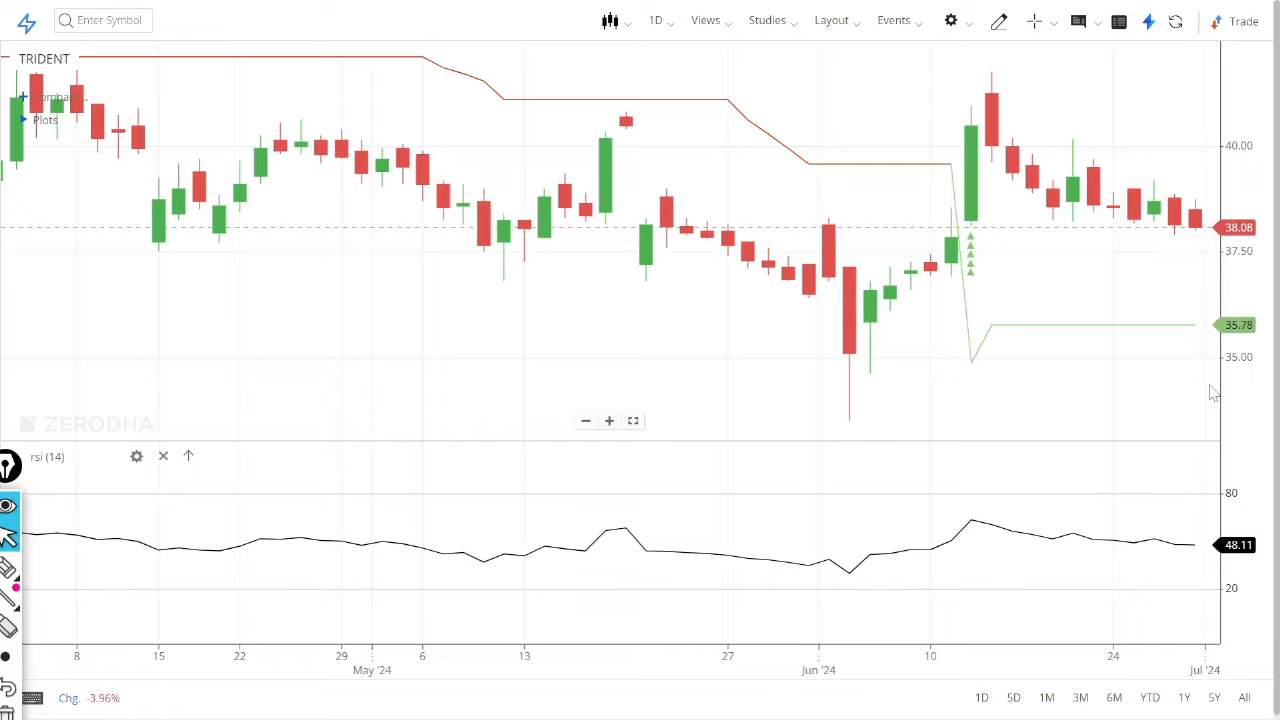 Enter Symbol
1D
Views
Studies
Layout
Events
Trade
TRIDENT
Compare...
Plots
40.00
38.08
37.50
35.78
35.00
ZERODHA
rsi (14)
80
48.11
20
8
15
22
29
6
13
27
10
24
May '24
Jun '24
Jul '24
Chg. -3.96%
1D
5D
1M
3M
6M
YTD
1Y
5Y
All